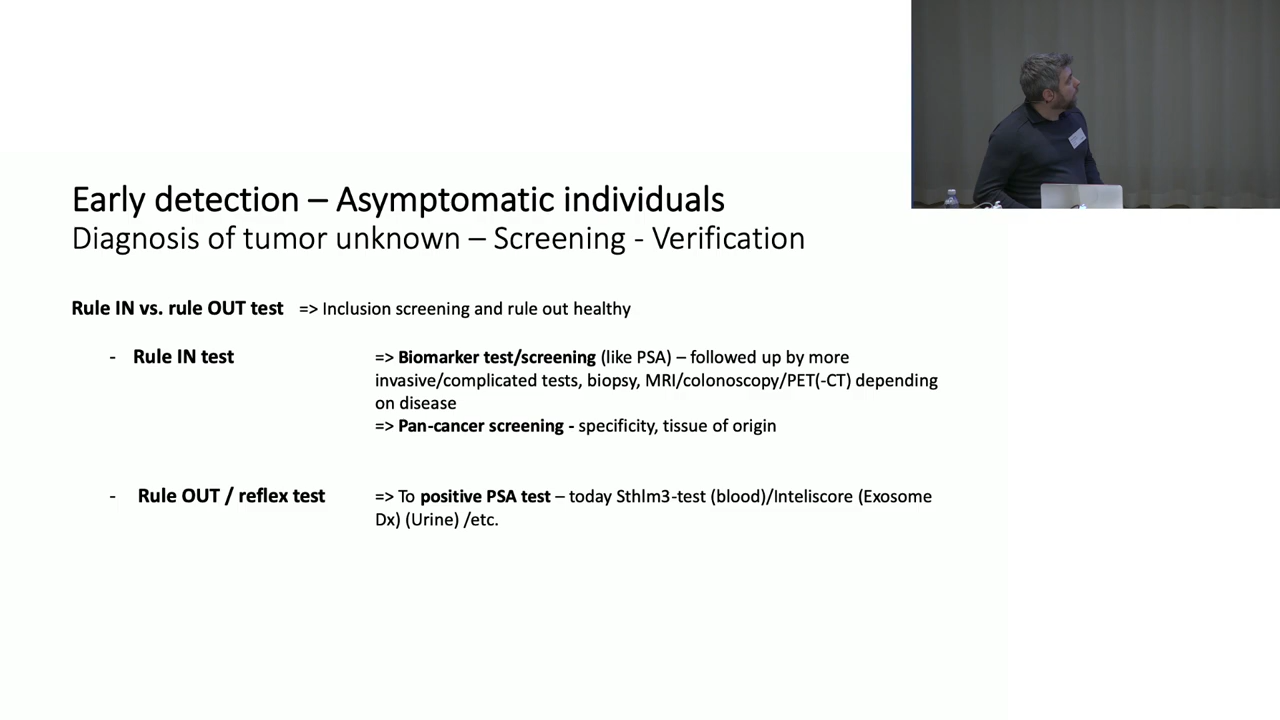 Early detection – Asymptomatic individuals
Diagnosis of tumor unknown – Screening - Verification
Rule IN vs. rule OUT test => Inclusion screening and rule out healthy
- Rule IN test => Biomarker test/screening (like PSA) – followed up by more
invasive/complicated tests, biopsy, MRI/colonoscopy/PET(-CT) depending
on disease
=> Pan-cancer screening - specificity, tissue of origin
- Rule OUT / reflex test => To positive PSA test – today Sthlm3-test (blood)/Inteliscore (Exosome
Dx) (Urine) /etc.